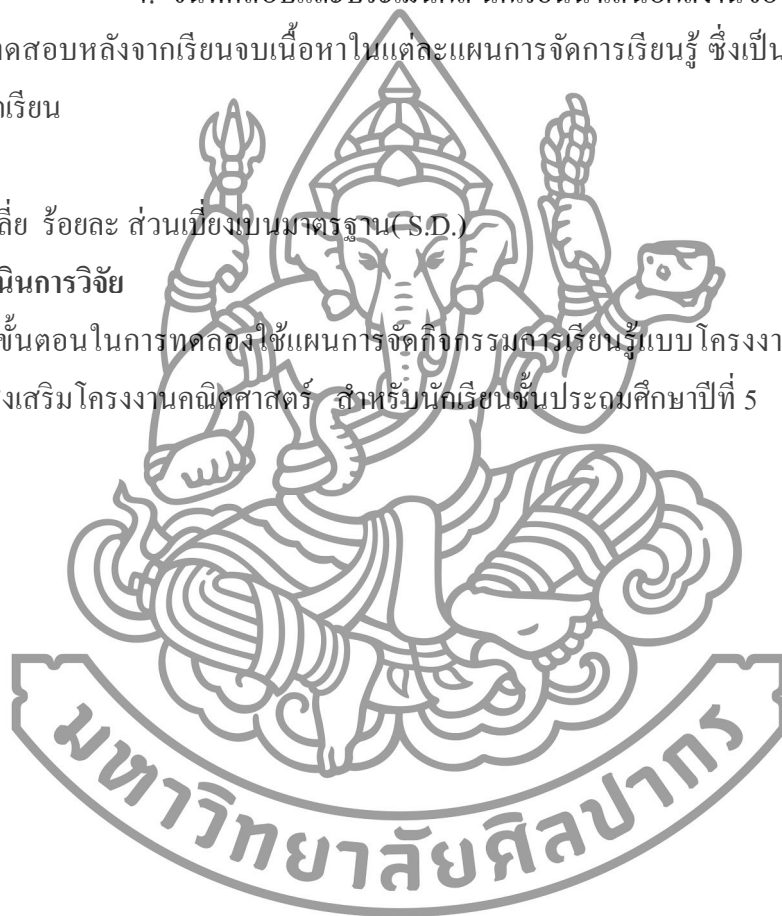 าดสอบหลังจากเรียนจบเนื้อหาในแต่ละแผนการจัดการเรียนรู้ ซึ่งเป็น
าเรียน
ลี่ย ร้อยละ ส่วนเบี่ยงเบนมาตรฐาน( S.D.)
นินการวิจัย
ขั้นตอนในการทดลองใช้แผนการจัดกิจกรรมการเรียนรู้แบบโครงงา
งเสริมโครงงานคณิตศาสตร์ สำหรับนักเรียนชั้นประถมศึกษาปีที่ 5
มหาวิทยาลัยศิลปากร